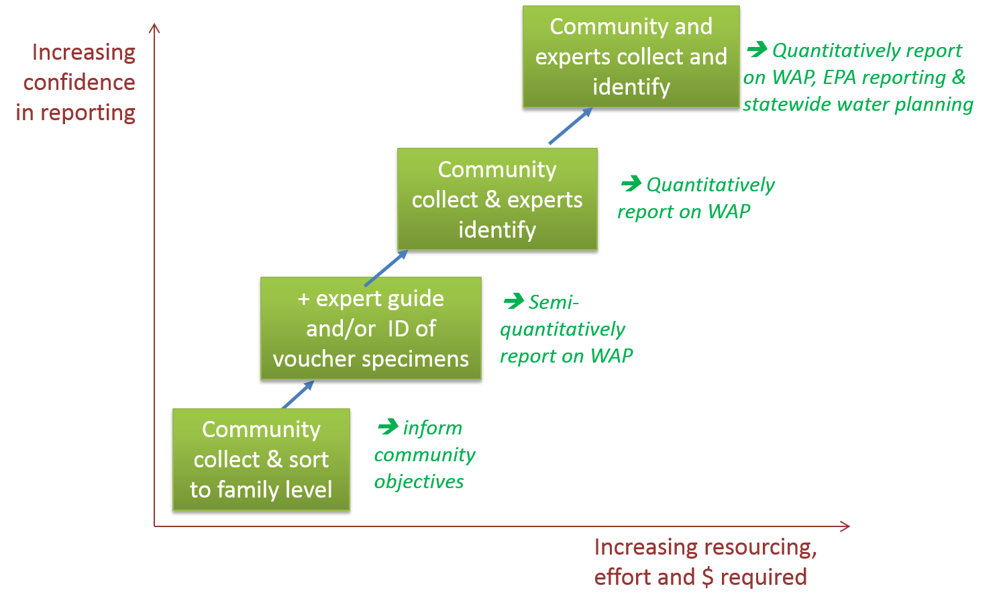 Increasing
confidence
in reporting
Community and
experts collect and
identify
➔ Quantitatively report
on WAP, EPA reporting &
statewide water planning
Community
collect & experts
identify
➔ Quantitatively
report on WAP
+ expert guide
and/or ID of
voucher specimens
➔ Semi-
quantitatively
report on WAP
Community
collect & sort
to family level
➔ inform
community
objectives
Increasing resourcing,
effort and $ required